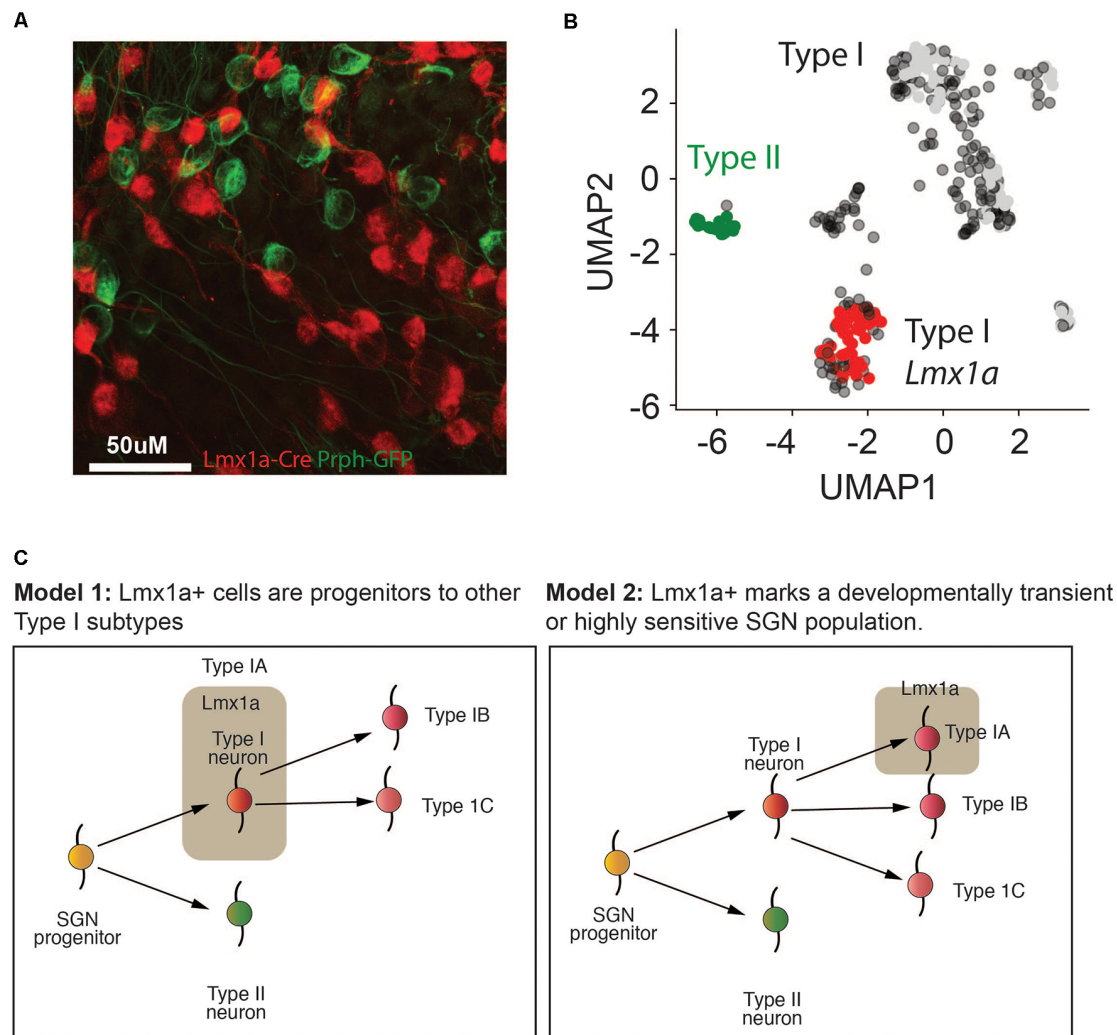 A
50uM
Lmx1a-Cre Prph-GFP
B
Type I
Type II
Type I
Lmx1a
2
0
-2
-4
-6
UMAP2
-6 -4 -2 0 2
UMAP1
C
Model 1: Lmx1a+ cells are progenitors to other
Type I subtypes
Type IA
Lmx1a
Type I
neuron
Type IB
Type 1C
SGN
progenitor
Type II
neuron
Model 2: Lmx1a+ marks a developmentally transient
or highly sensitive SGN population.
Lmx1a
Type IA
Type I
neuron
Type IB
Type 1C
SGN
progenitor
Type II
neuron